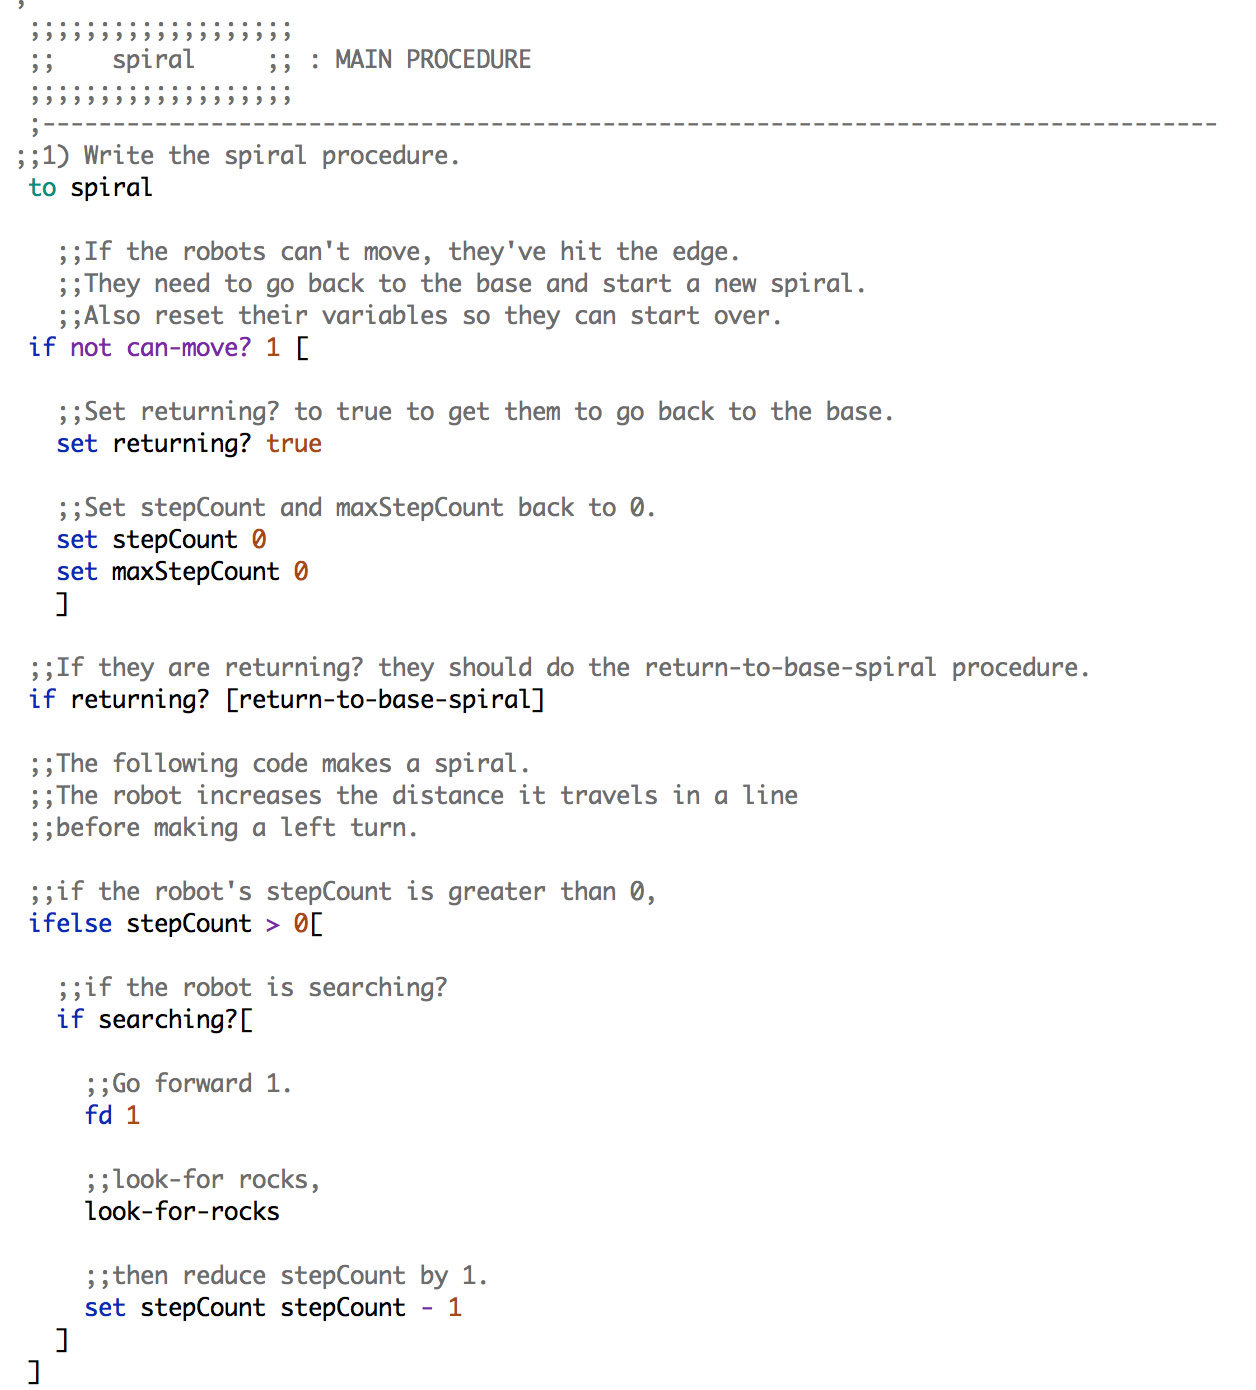 ;;;;;;;;;;;;;;;;;;;
;;    spiral     ;; : MAIN PROCEDURE
;;;;;;;;;;;;;;;;;;;
;------------------------------------------------------------------------------------
;;1) Write the spiral procedure.
to spiral
;;If the robots can't move, they've hit the edge.
;;They need to go back to the base and start a new spiral.
;;Also reset their variables so they can start over.
if not can-move? 1 [
;;Set returning? to true to get them to go back to the base.
set returning? true
;;Set stepCount and maxStepCount back to 0.
set stepCount 0
set maxStepCount 0
]
;;If they are returning? they should do the return-to-base-spiral procedure.
if returning? [return-to-base-spiral]
;;The following code makes a spiral.
;;The robot increases the distance it travels in a line
;;before making a left turn.
;;if the robot's stepCount is greater than 0,
ifelse stepCount > 0[
;;if the robot is searching?
if searching?[
;;Go forward 1.
fd 1
;;look-for rocks,
look-for-rocks
;;then reduce stepCount by 1.
set stepCount stepCount - 1
]
]